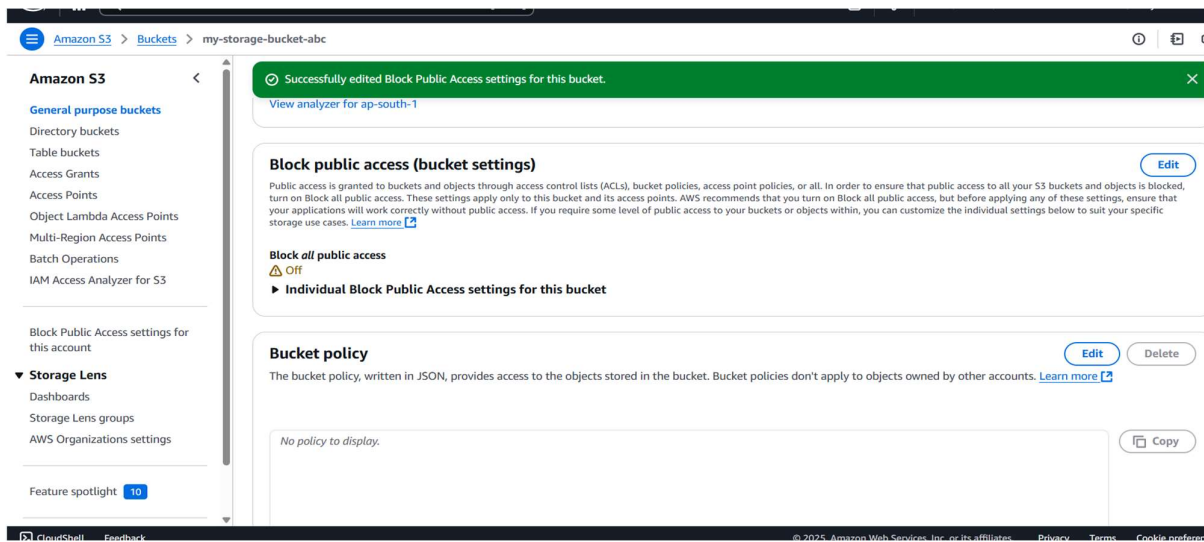 Amazon S3 > Buckets > my-storage-bucket-abc
Amazon S3
General purpose buckets
Directory buckets
Table buckets
Access Grants
Access Points
Object Lambda Access Points
Multi-Region Access Points
Batch Operations
IAM Access Analyzer for S3
Block Public Access settings for
this account
Storage Lens
Dashboards
Storage Lens groups
AWS Organizations settings
Feature spotlight 10
Successfully edited Block Public Access settings for this bucket.
View analyzer for ap-south-1
Block public access (bucket settings)
Edit
Public access is granted to buckets and objects through access control lists (ACLs), bucket policies, access point policies, or all. In order to ensure that public access to all your S3 buckets and objects is blocked,
turn on Block all public access. These settings apply only to this bucket and its access points. AWS recommends that you turn on Block all public access, but before applying any of these settings, ensure that
your applications will work correctly without public access. If you require some level of public access to your buckets or objects within, you can customize the individual settings below to suit your specific
storage use cases. Learn more
Block all public access
Off
Individual Block Public Access settings for this bucket
Bucket policy
Edit Delete
The bucket policy, written in JSON, provides access to the objects stored in the bucket. Bucket policies don't apply to objects owned by other accounts. Learn more
No policy to display.
Copy
CloudShell Feedback © 2025, Amazon Web Services, Inc. or its affiliates. Privacy Terms Cookie